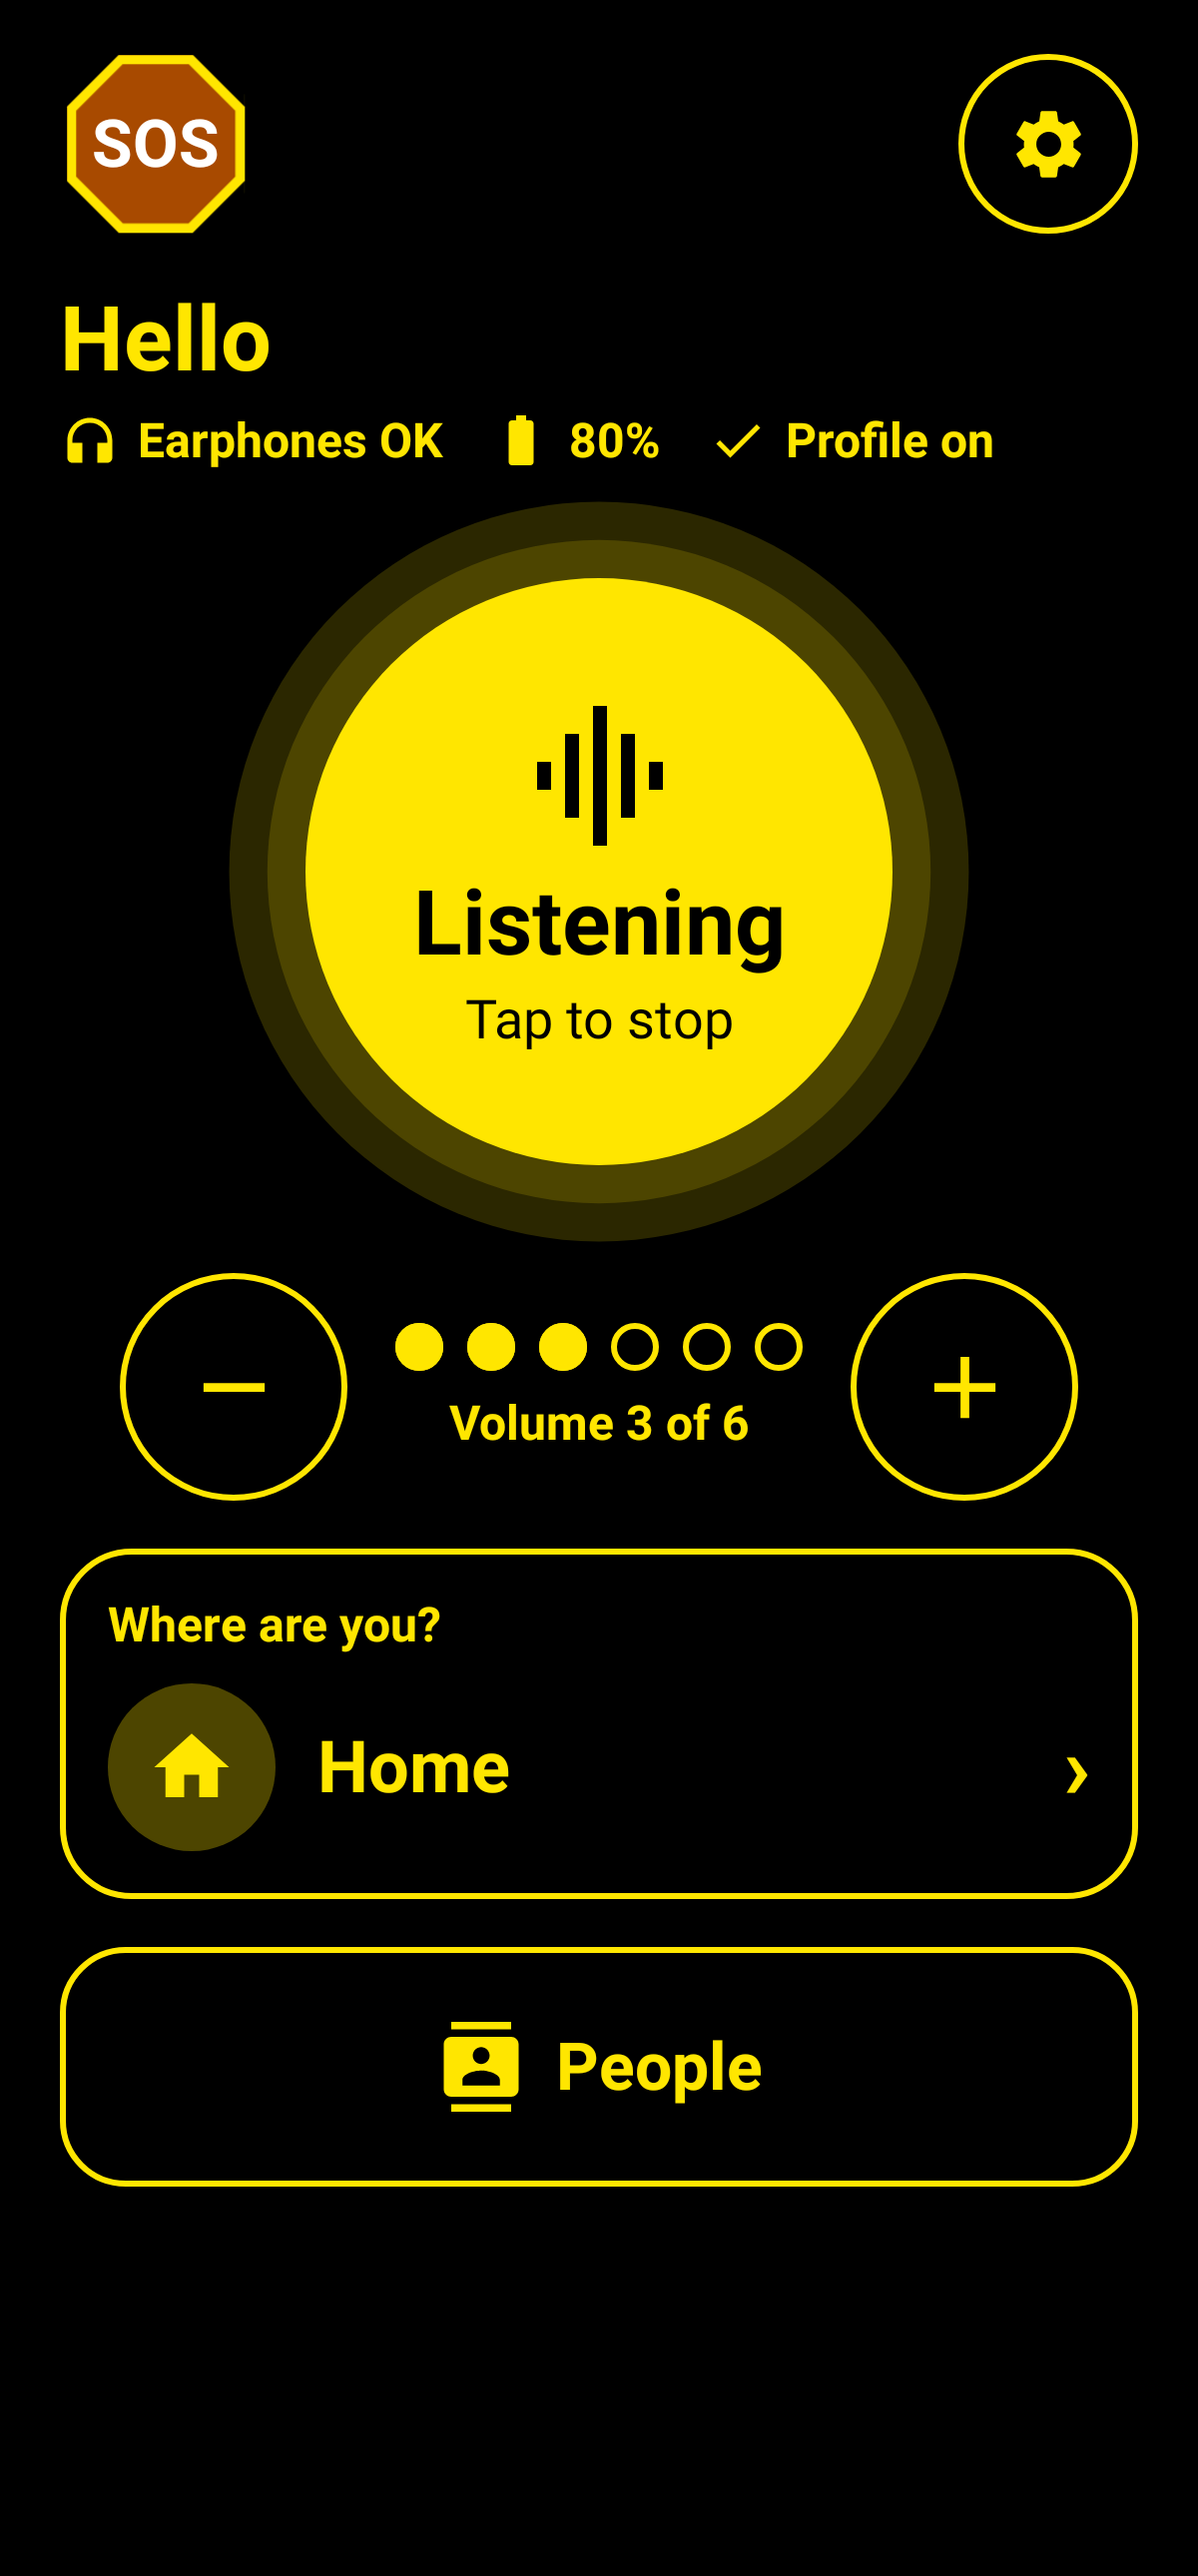 SOS
Hello
Earphones OK 80% Profile on
Listening
Tap to stop
Volume 3 of 6
Where are you?
Home ›
People